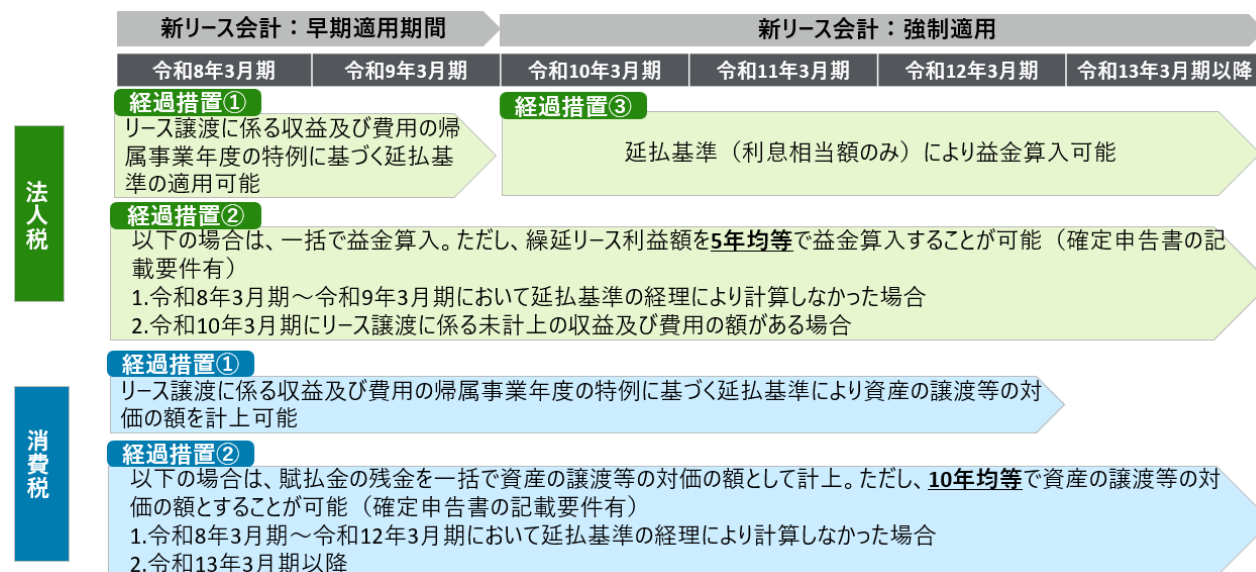 新リース会計：早期適用期間
新リース会計：強制適用
令和8年3月期
令和9年3月期
令和10年3月期
令和11年3月期
令和12年3月期
令和13年3月期以降
法人税
経過措置①
リース譲渡に係る収益及び費用の帰
属事業年度の特例に基づく延払基
準の適用可能
経過措置③
延払基準（利息相当額のみ）により益金算入可能
経過措置②
以下の場合は、一括で益金算入。ただし、繰延リース利益額を5年均等で益金算入することが可能（確定申告書の記
載要件有）
1.令和8年3月期～令和9年3月期において延払基準の経理により計算しなかった場合
2.令和10年3月期にリース譲渡に係る未計上の収益及び費用の額がある場合
消費税
経過措置①
リース譲渡に係る収益及び費用の帰属事業年度の特例に基づく延払基準により資産の譲渡等の対
価の額を計上可能
経過措置②
以下の場合は、賦払金の残金を一括で資産の譲渡等の対価の額として計上。ただし、10年均等で資産の譲渡等の対
価の額とすることが可能（確定申告書の記載要件有）
1.令和8年3月期～令和12年3月期において延払基準の経理により計算しなかった場合
2.令和13年3月期以降